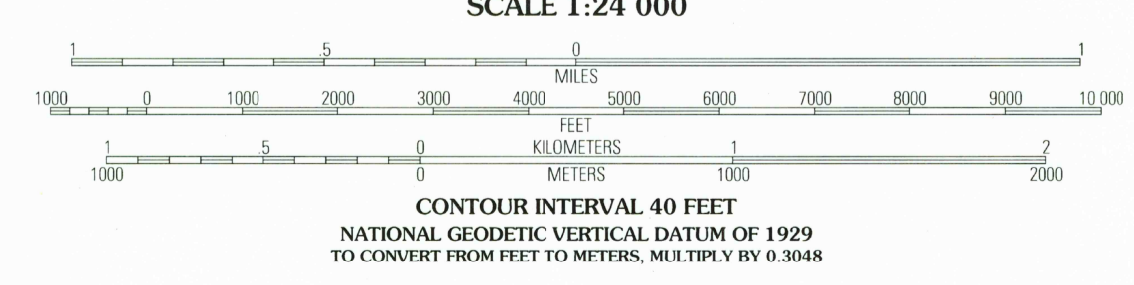 SCALE 1:24 000
1 .5 0 1
MILES
1000 0 1000 2000 3000 4000 5000 6000 7000 8000 9000 10 000
FEET
1 .5 0 KILOMETERS 1 2
1000 0 METERS 1000 2000
CONTOUR INTERVAL 40 FEET
NATIONAL GEODETIC VERTICAL DATUM OF 1929
TO CONVERT FROM FEET TO METERS, MULTIPLY BY 0.3048